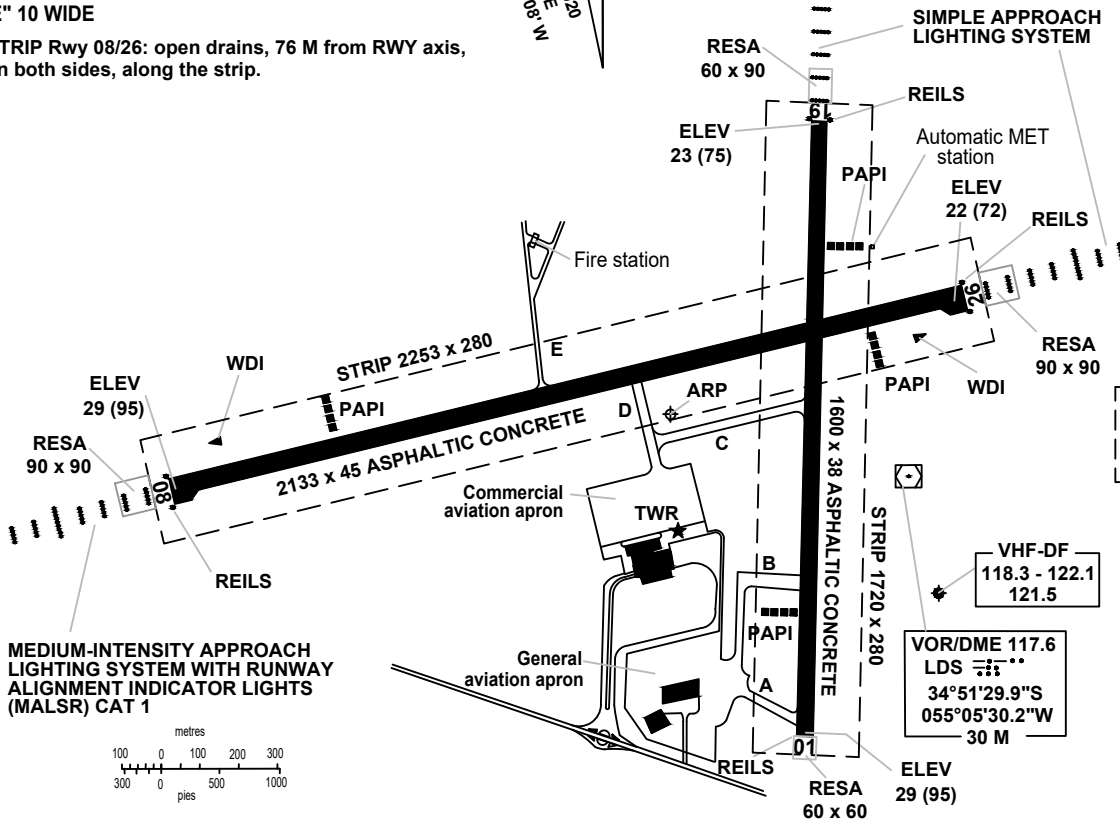 E" 10 WIDE
TRIP Rwy 08/26: open drains, 76 M from RWY axis,
n both sides, along the strip.
20
E
08' W
SIMPLE APPROACH
LIGHTING SYSTEM
RESA
60 x 90
REILS
19
ELEV
23 (75)
Automatic MET
station
PAPI
ELEV
22 (72)
REILS
Fire station
26
RESA
90 x 90
WDI
STRIP 2253 x 280
E
ELEV
29 (95)
PAPI
D
ARP
PAPI
WDI
RESA
90 x 90
08
2133 x 45 ASPHALTIC CONCRETE
C
1600 x 38 ASPHALTIC CONCRETE
STRIP 1720 x 280
Commercial
aviation apron
TWR
REILS
B
VHF-DF
118.3 - 122.1
121.5
PAPI
MEDIUM-INTENSITY APPROACH
LIGHTING SYSTEM WITH RUNWAY
ALIGNMENT INDICATOR LIGHTS
(MALSR) CAT 1
General
aviation apron
A
VOR/DME 117.6
LDS
34°51'29.9"S
055°05'30.2"W
30 M
metres
100 0 100 200 300
300 0 500 1000
pies
01
REILS
ELEV
29 (95)
RESA
60 x 60